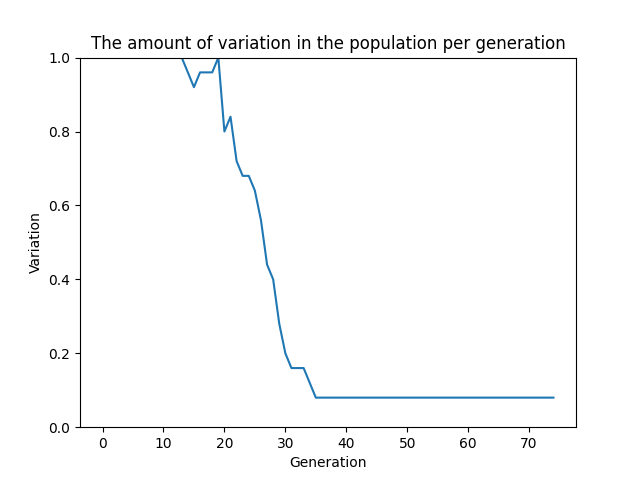 The amount of variation in the population per generation
1.0
0.8
0.6
0.4
0.2
0.0
Variation
0 10 20 30 40 50 60 70
Generation